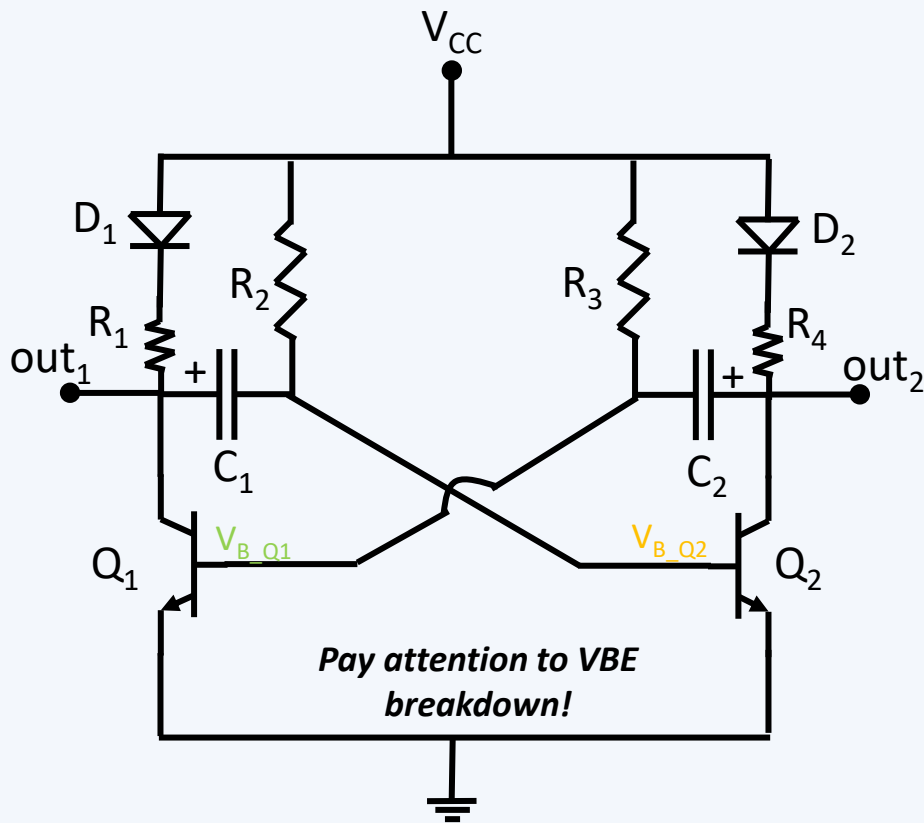 VCC
D1
D2
R2
R3
R1
R4
out1
+
+
out2
C1
C2
VB_Q1
VB_Q2
Q1
Q2
Pay attention to VBE
breakdown!